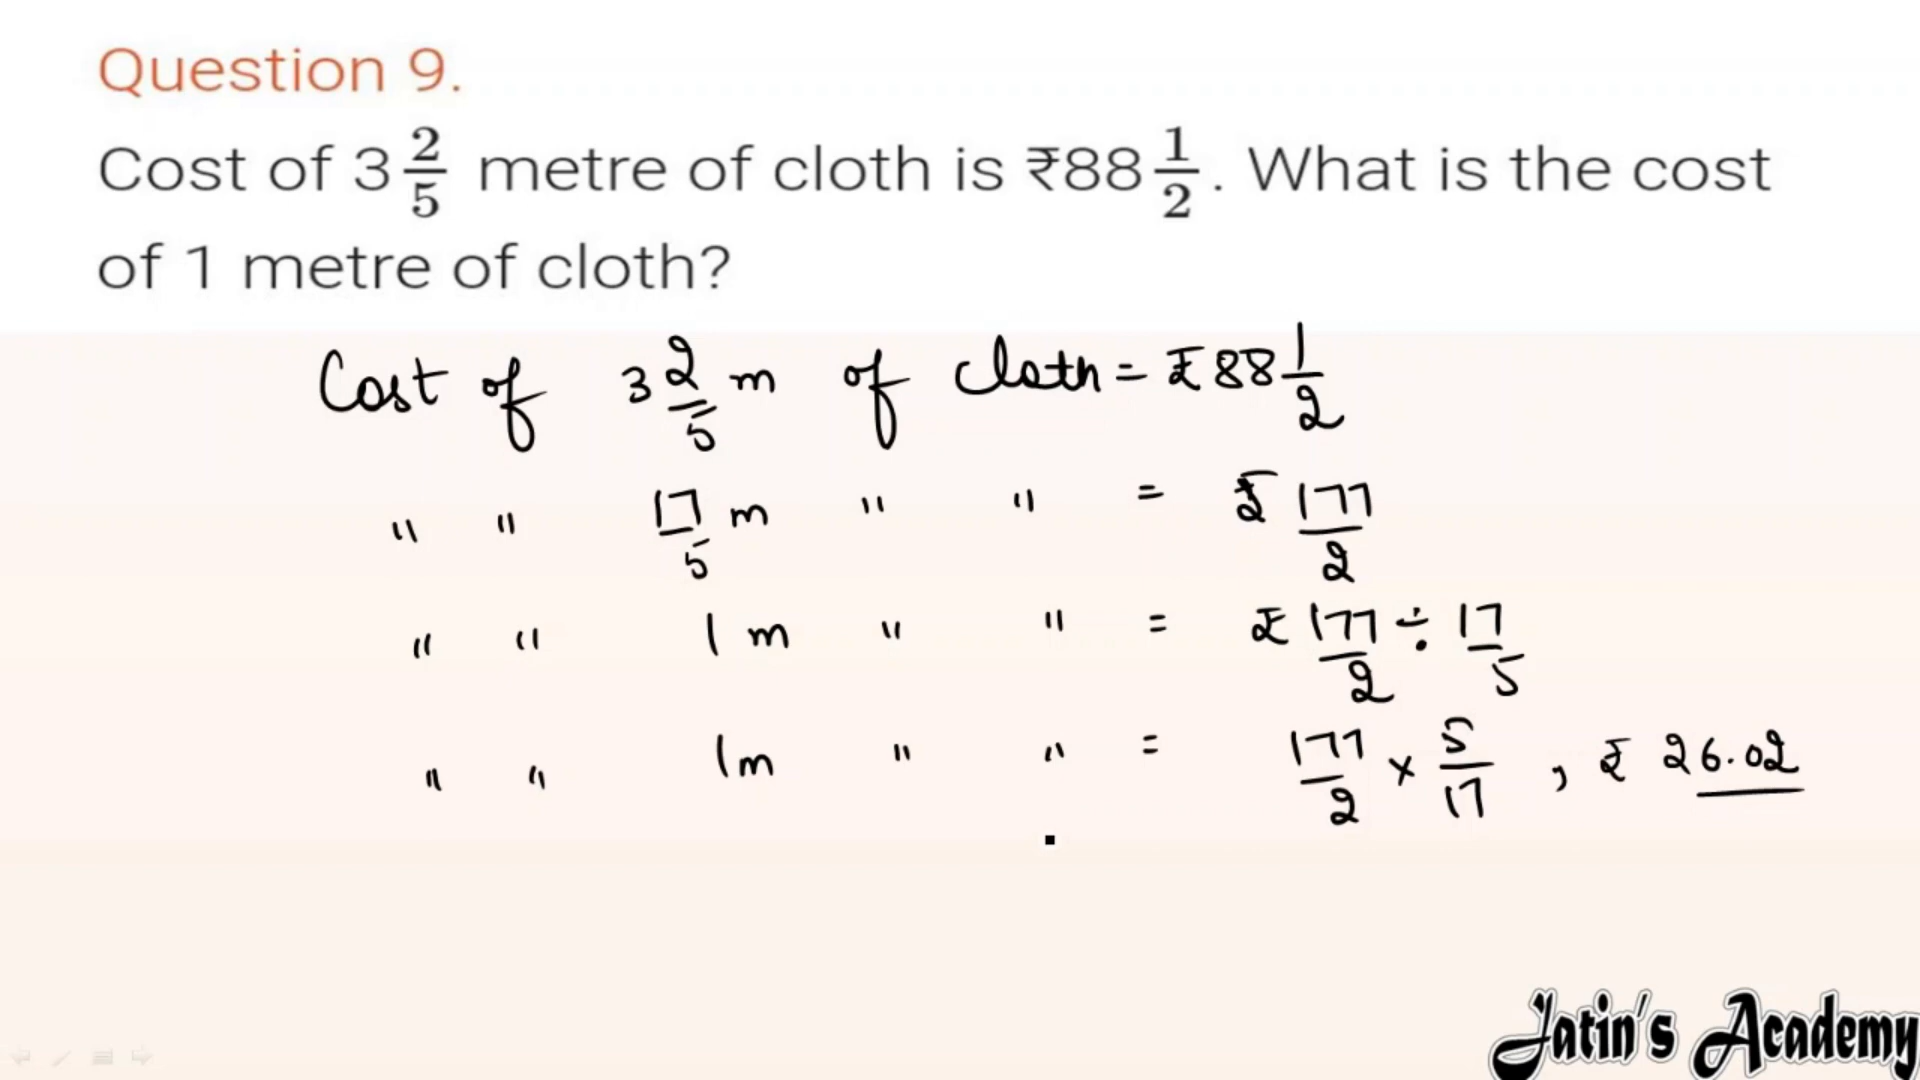 Question 9.
Cost of 3 2/5 metre of cloth is ₹88 1/2. What is the cost
of 1 metre of cloth?
Cost of 3 2/5 m of cloth = ₹ 88 1/2
" " 17/5 m " " = ₹ 177/2
" " 1 m " " = ₹ 177/2 ÷ 17/5
" " 1m " " = 177/2 × 5/17 , ₹ 26.02
Jatin's Academy